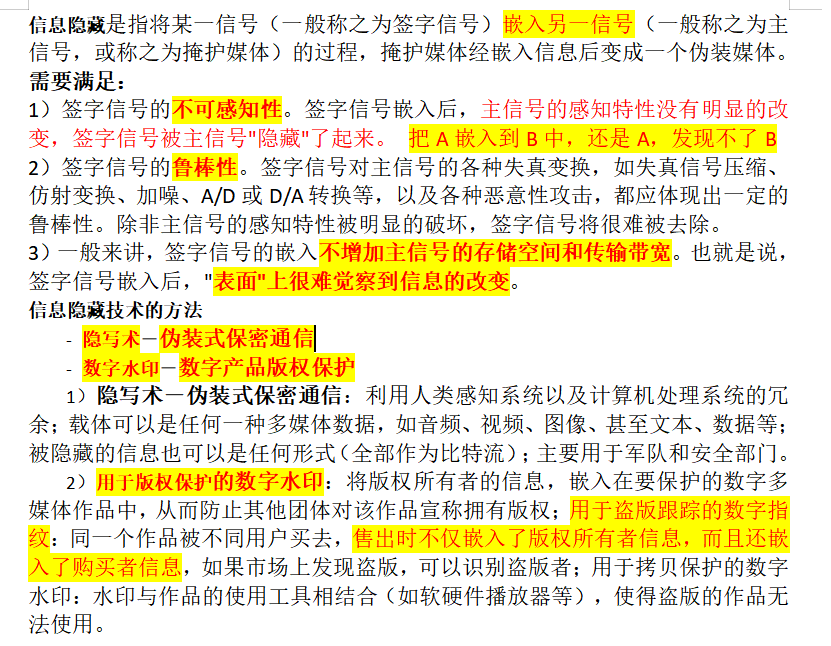 信息隐藏是指将某一信号（一般称之为签字信号）嵌入另一信号（一般称之为主
信号，或称之为掩护媒体）的过程，掩护媒体经嵌入信息后变成一个伪装媒体。
需要满足：
1）签字信号的不可感知性。签字信号嵌入后，主信号的感知特性没有明显的改
变，签字信号被主信号"隐藏"了起来。 把 A 嵌入到 B 中，还是 A，发现不了 B
2）签字信号的鲁棒性。签字信号对主信号的各种失真变换，如失真信号压缩、
仿射变换、加噪、A/D 或 D/A 转换等，以及各种恶意性攻击，都应体现出一定的
鲁棒性。除非主信号的感知特性被明显的破坏，签字信号将很难被去除。
3）一般来讲，签字信号的嵌入不增加主信号的存储空间和传输带宽。也就是说，
签字信号嵌入后，"表面"上很难觉察到信息的改变。
信息隐藏技术的方法
- 隐写术—伪装式保密通信
- 数字水印—数字产品版权保护
1）隐写术－伪装式保密通信：利用人类感知系统以及计算机处理系统的冗
余；载体可以是任何一种多媒体数据，如音频、视频、图像、甚至文本、数据等；
被隐藏的信息也可以是任何形式（全部作为比特流）；主要用于军队和安全部门。
2）用于版权保护的数字水印：将版权所有者的信息，嵌入在要保护的数字多
媒体作品中，从而防止其他团体对该作品宣称拥有版权；用于盗版跟踪的数字指
纹：同一个作品被不同用户买去，售出时不仅嵌入了版权所有者信息，而且还嵌
入了购买者信息，如果市场上发现盗版，可以识别盗版者；用于拷贝保护的数字
水印：水印与作品的使用工具相结合（如软硬件播放器等），使得盗版的作品无
法使用。